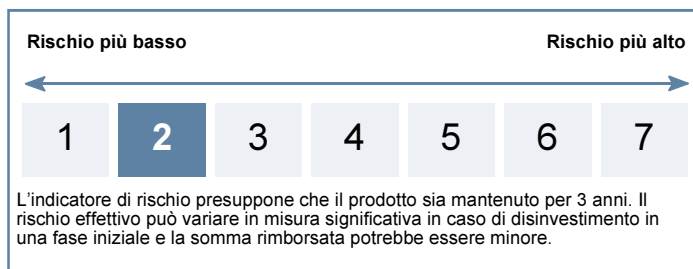 Rischio più basso Rischio più alto
1 2 3 4 5 6 7
L'indicatore di rischio presuppone che il prodotto sia mantenuto per 3 anni. Il
rischio effettivo può variare in misura significativa in caso di disinvestimento in
una fase iniziale e la somma rimborsata potrebbe essere minore.